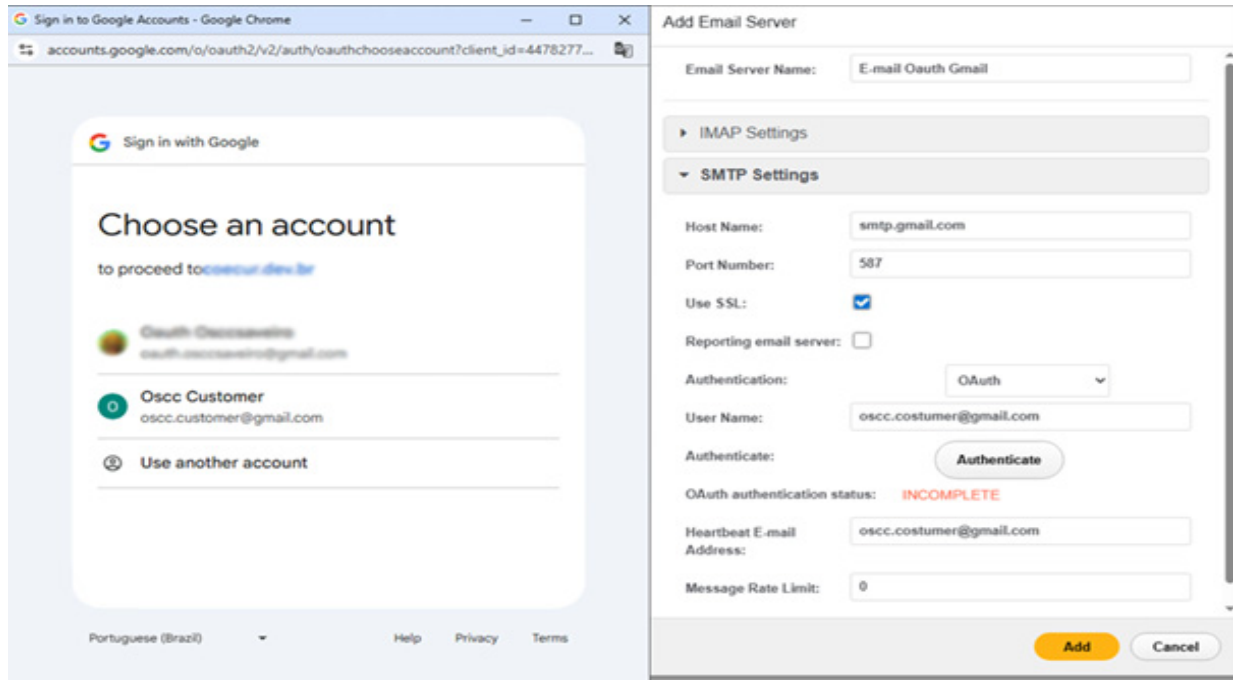 Sign in to Google Accounts - Google Chrome
accounts.google.com/o/oauth2/v2/auth/oauthchooseaccount?client_id=4478277...
Sign in with Google
Choose an account
to proceed to
Oscc Customer
oscc.customer@gmail.com
O
Use another account
Portuguese (Brazil)
Help Privacy Terms
Add Email Server
Email Server Name: E-mail Oauth Gmail
IMAP Settings
SMTP Settings
Host Name: smtp.gmail.com
Port Number: 587
Use SSL:
Reporting email server:
Authentication: OAuth
User Name: oscc.costumer@gmail.com
Authenticate: Authenticate
OAuth authentication status: INCOMPLETE
Heartbeat E-mail oscc.costumer@gmail.com
Address:
Message Rate Limit: 0
Add Cancel